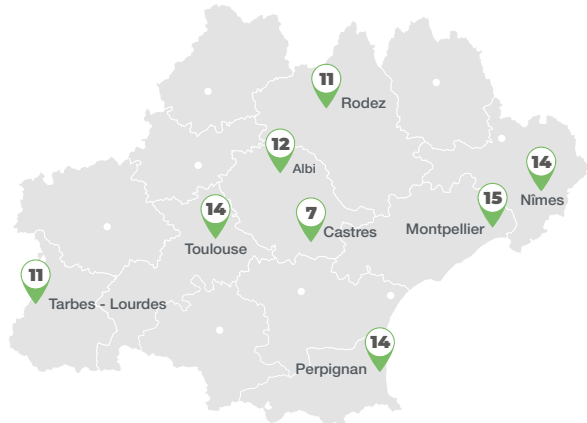 11
Rodez
12
Albi
14
Nîmes
15
Montpellier
14
Toulouse
7
Castres
11
Tarbes - Lourdes
14
Perpignan